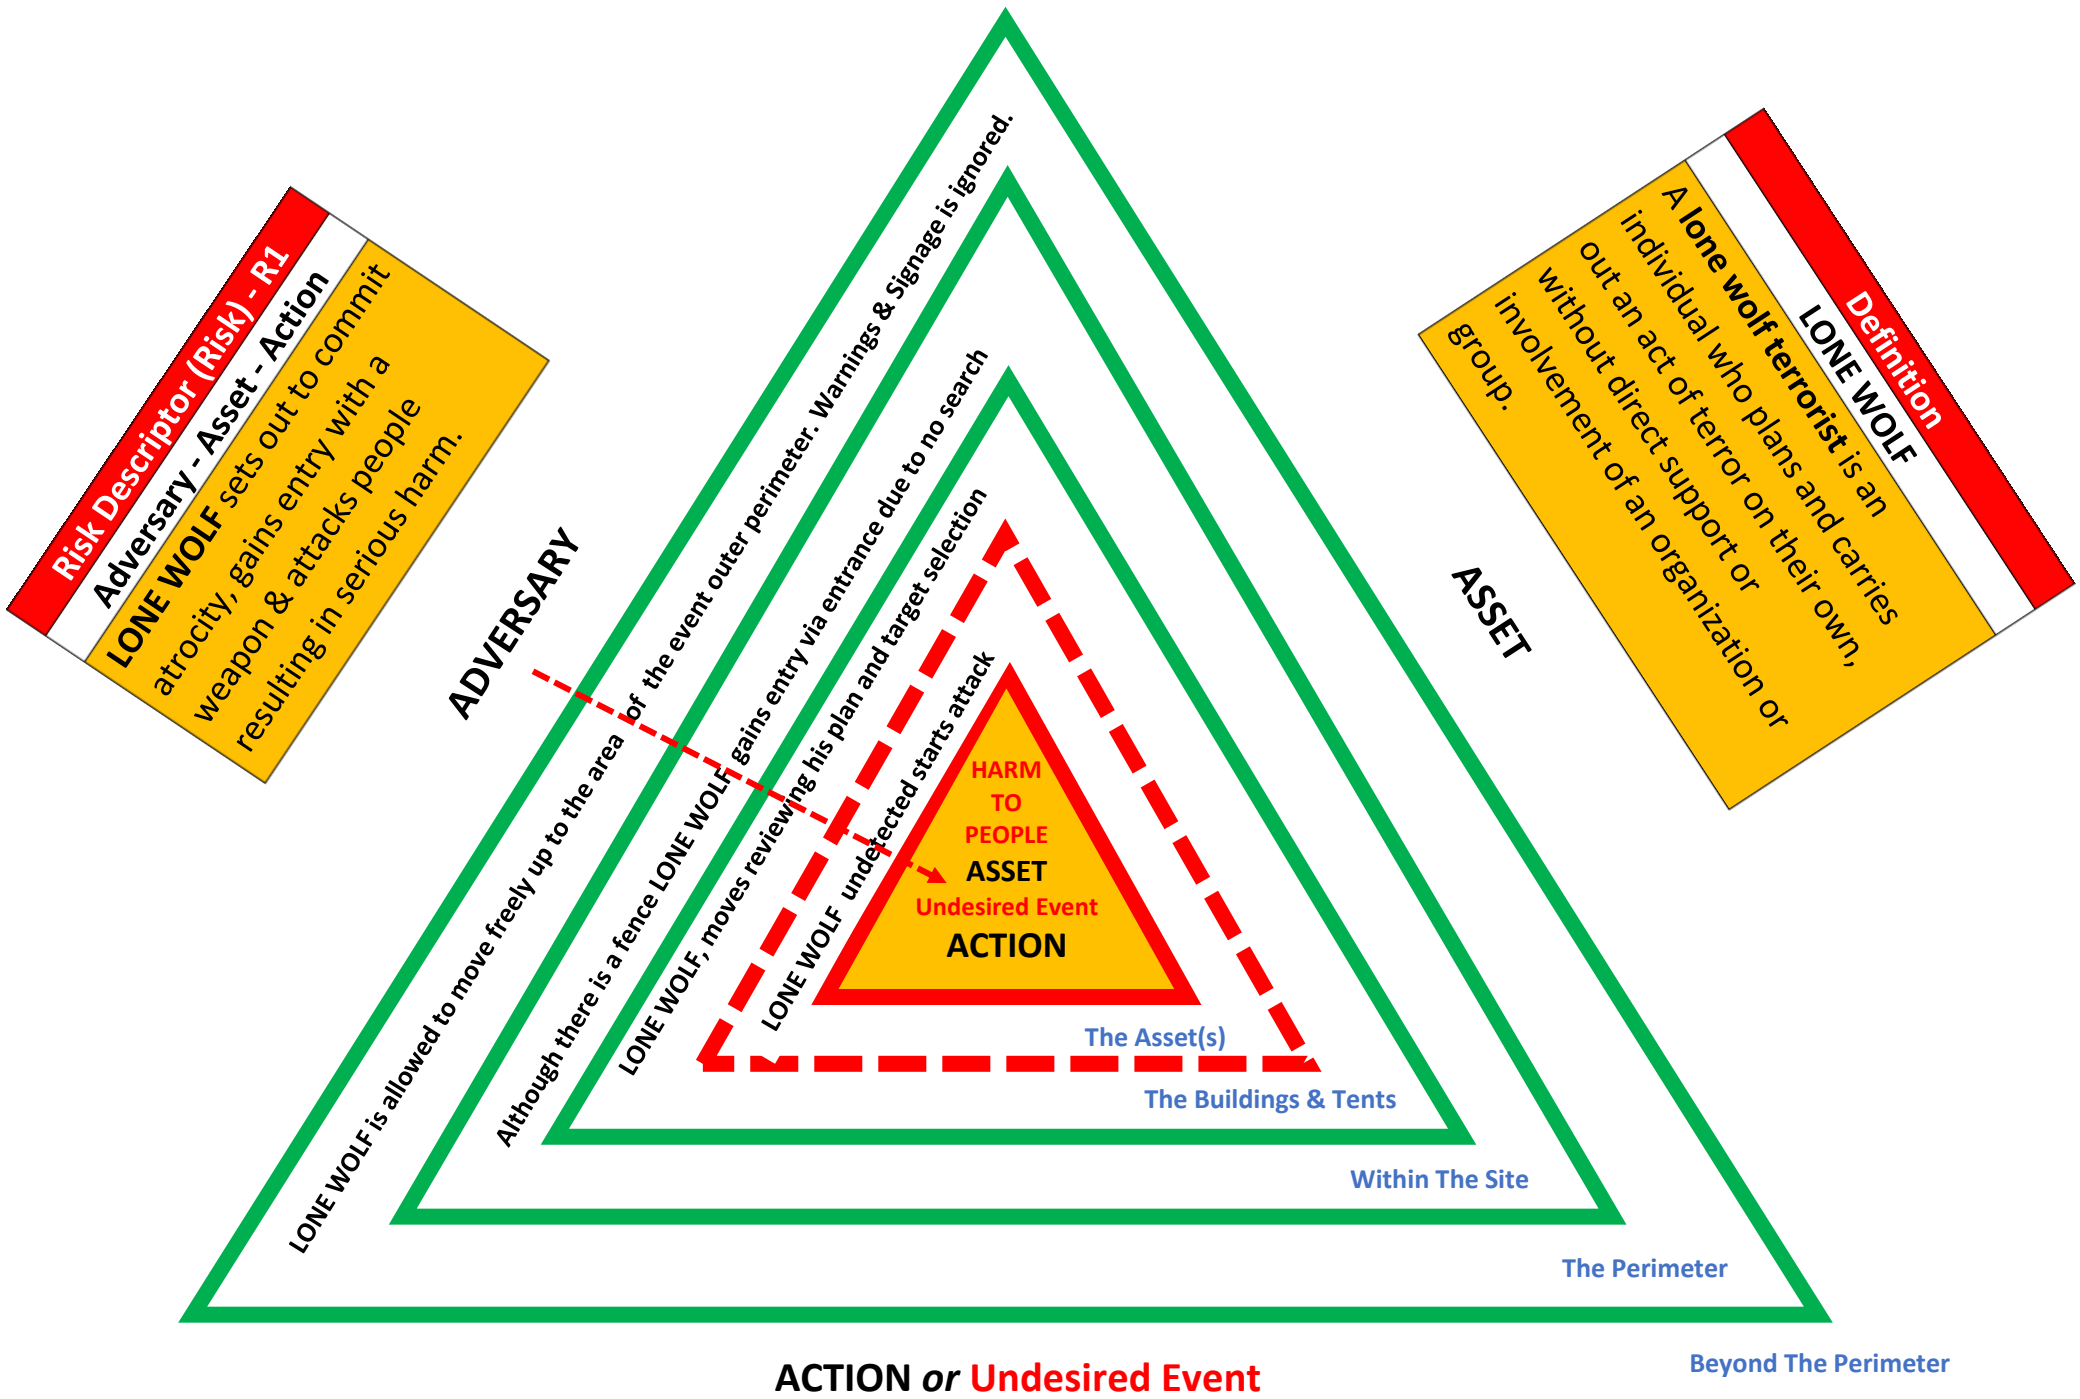 Risk Descriptor (Risk) - R1
Adversary - Asset - Action
LONE WOLF sets out to commit
atrocity, gains entry with a
weapon & attacks people
resulting in serious harm.
Definition
LONE WOLF
A lone wolf terrorist is an
individual who plans and carries
out an act of terror on their own,
without direct support or
involvement of an organization or
group.
ADVERSARY
ASSET
LONE WOLF is allowed to move freely up to the area of the event outer perimeter. Warnings & Signage is ignored.
Although there is a fence LONE WOLF gains entry via entrance due to no search
LONE WOLF, moves reviewing his plan and target selection
LONE WOLF undetected starts attack
HARM
TO
PEOPLE
ASSET
Undesired Event
ACTION
The Asset(s)
The Buildings & Tents
Within The Site
The Perimeter
Beyond The Perimeter
ACTION or Undesired Event